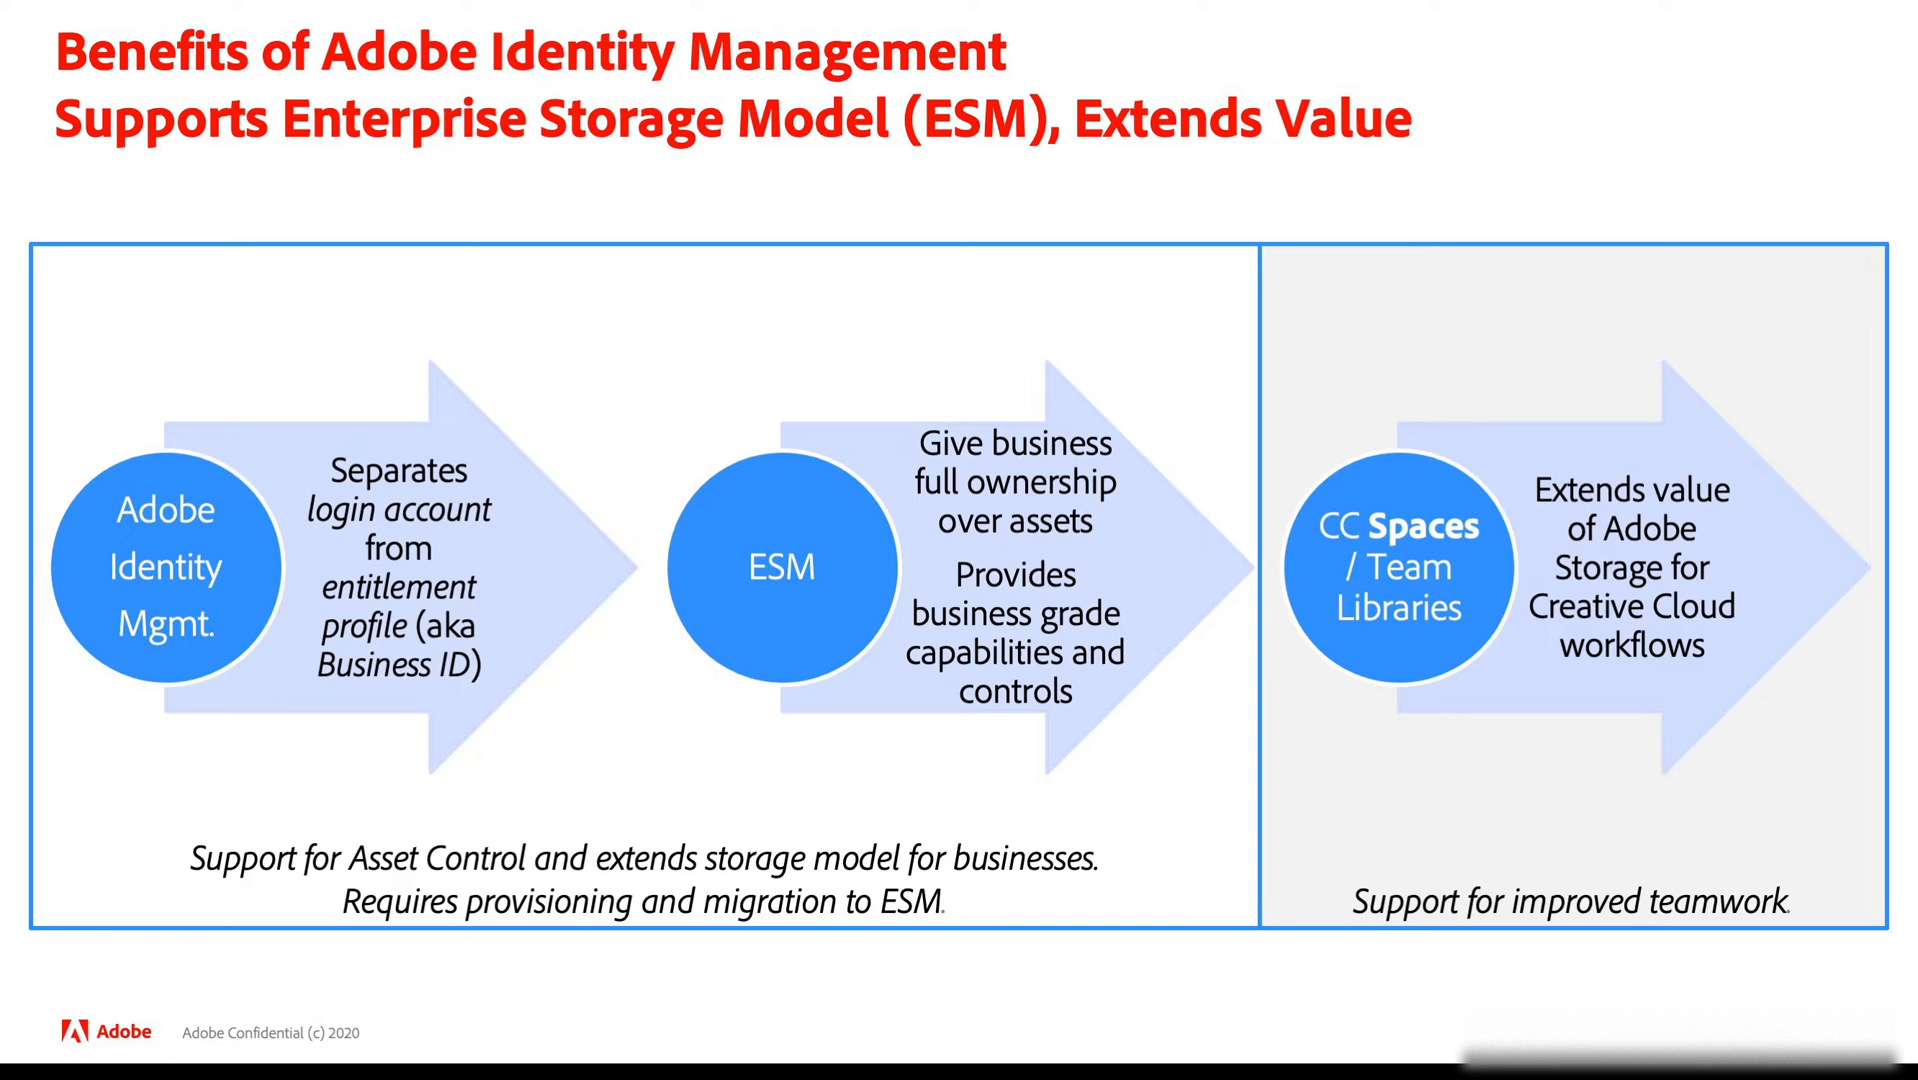 Benefits of Adobe Identity Management
Supports Enterprise Storage Model (ESM), Extends Value
Adobe
Identity
Mgmt.
Separates
login account
from
entitlement
profile (aka
Business ID)
ESM
Give business
full ownership
over assets
Provides
business grade
capabilities and
controls
CC Spaces
/ Team
Libraries
Extends value
of Adobe
Storage for
Creative Cloud
workflows
Support for Asset Control and extends storage model for businesses.
Requires provisioning and migration to ESM.
Support for improved teamwork.
Adobe
Adobe Confidential (c) 2020